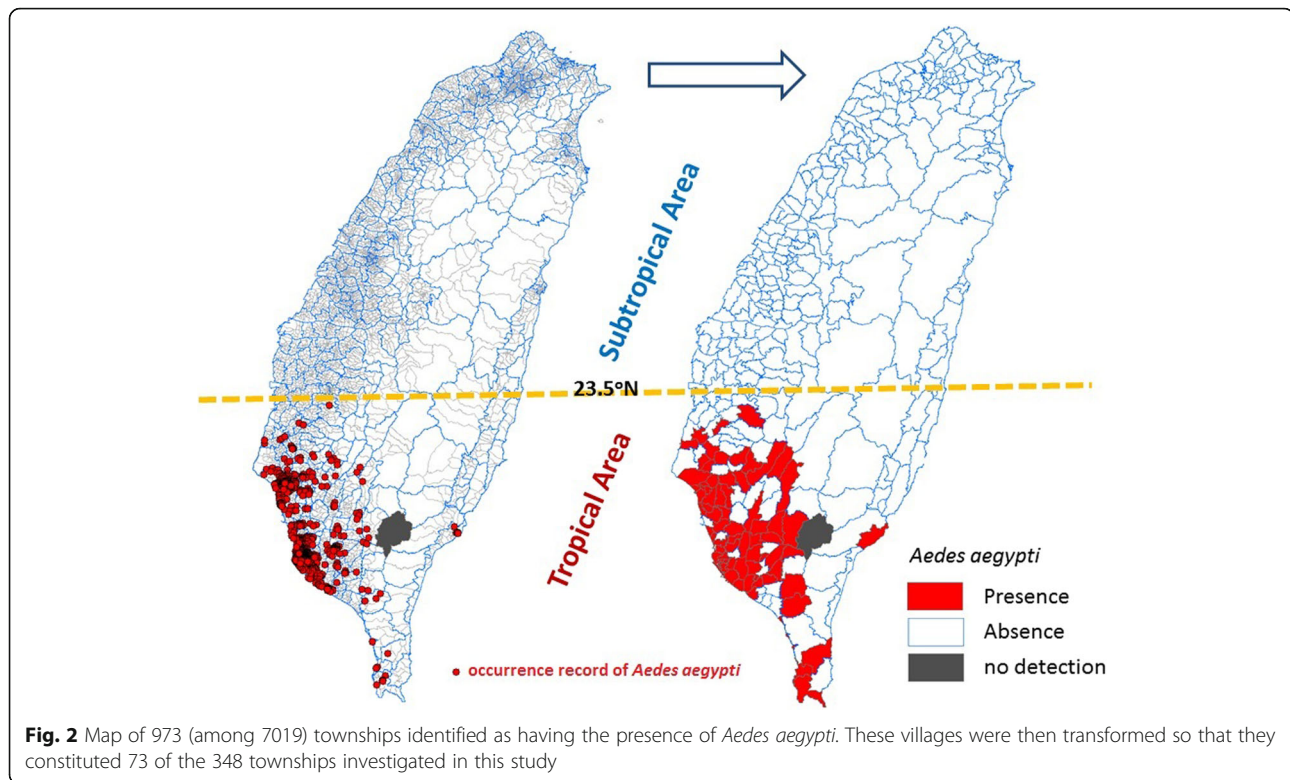 Subtropical Area
23.5°N
Tropical Area
Aedes aegypti
Presence
Absence
no detection
occurrence record of Aedes aegypti
Fig. 2 Map of 973 (among 7019) townships identified as having the presence of Aedes aegypti. These villages were then transformed so that they
constituted 73 of the 348 townships investigated in this study